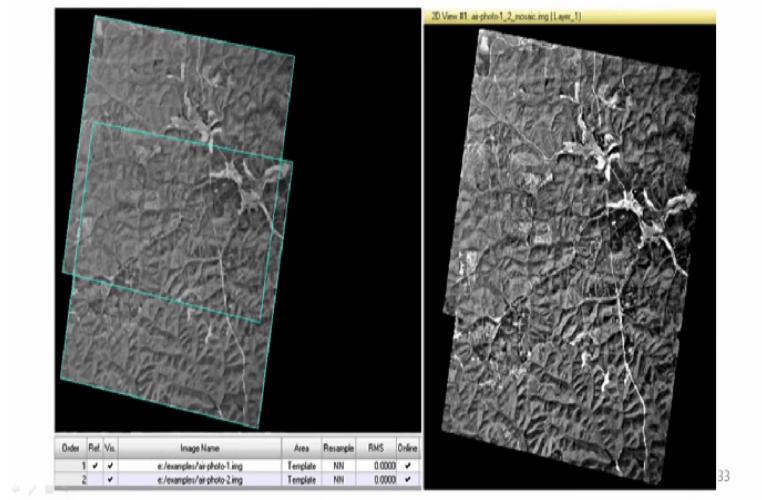 2D View #1: air-photo-1_2_mosaic.img (Layer_1)
Order Ref. Vis. Image Name Area Resample RMS Online
1 ✔ ✔ e:/examples/air-photo-1.img Template NN 0.0000 ✔
2 ✔ e:/examples/air-photo-2.img Template NN 0.0000 ✔
33